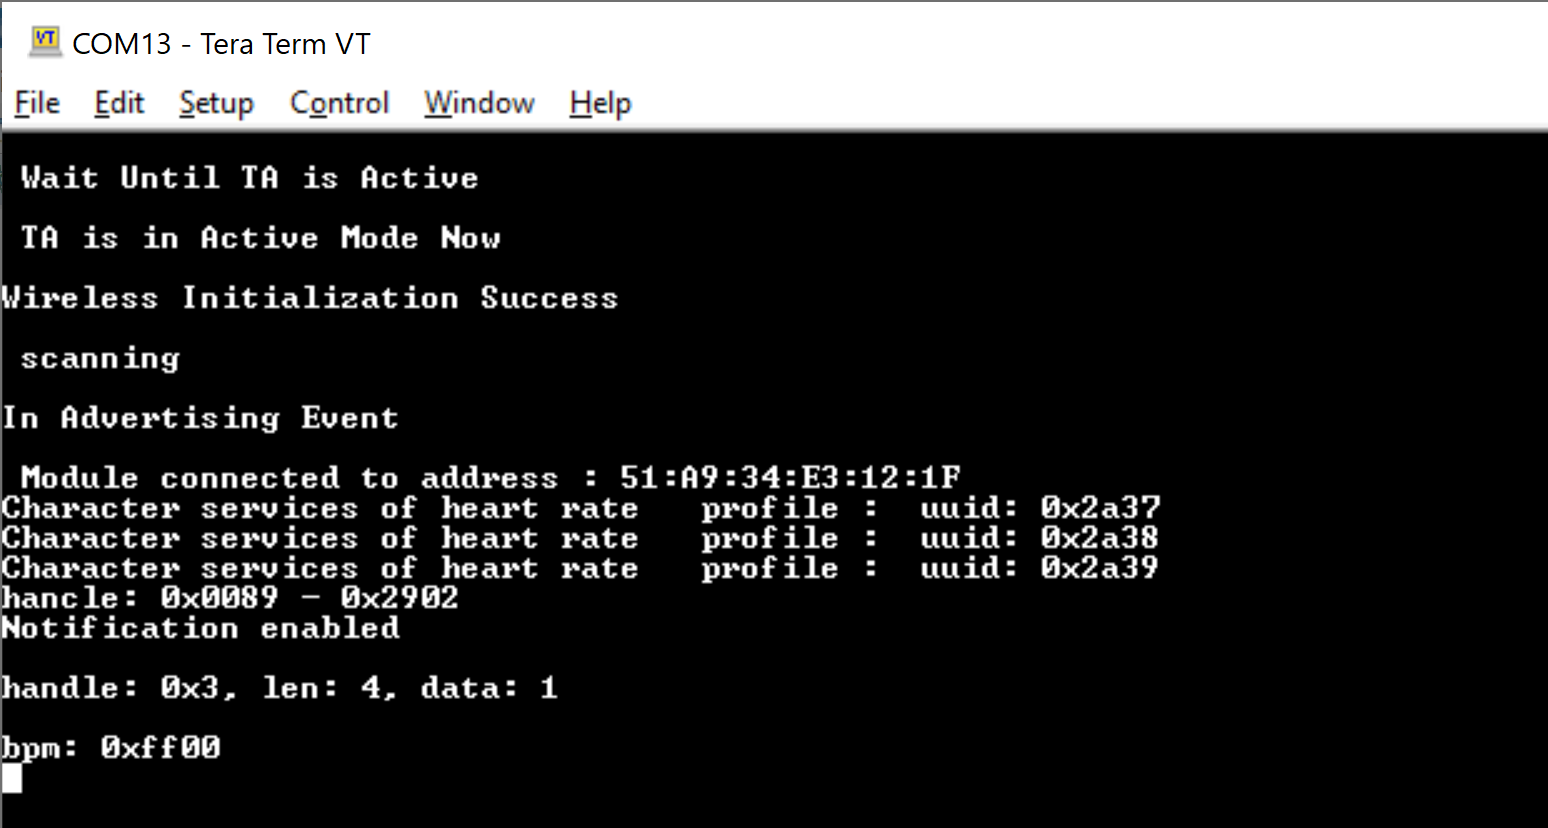 VT COM13 - Tera Term VT
File Edit Setup Control Window Help
Wait Until TA is Active
TA is in Active Mode Now
Wireless Initialization Success
scanning
In Advertising Event
Module connected to address : 51:A9:34:E3:12:1F
Character services of heart rate profile : uuid: 0x2a37
Character services of heart rate profile : uuid: 0x2a38
Character services of heart rate profile : uuid: 0x2a39
hancle: 0x0089 - 0x2902
Notification enabled
handle: 0x3, len: 4, data: 1
bpm: 0xff00